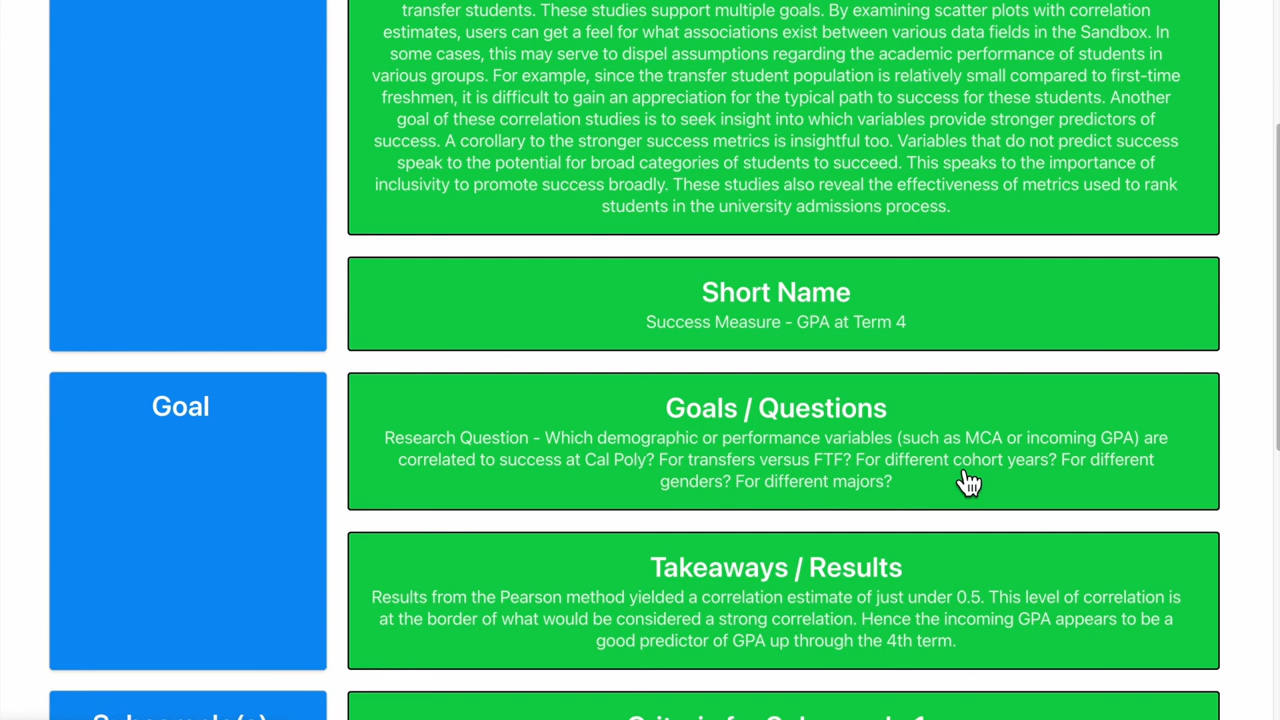 transfer students. These studies support multiple goals. By examining scatter plots with correlation
estimates, users can get a feel for what associations exist between various data fields in the Sandbox. In
some cases, this may serve to dispel assumptions regarding the academic performance of students in
various groups. For example, since the transfer student population is relatively small compared to first-time
freshmen, it is difficult to gain an appreciation for the typical path to success for these students. Another
goal of these correlation studies is to seek insight into which variables provide stronger predictors of
success. A corollary to the stronger success metrics is insightful too. Variables that do not predict success
speak to the potential for broad categories of students to succeed. This speaks to the importance of
inclusivity to promote success broadly. These studies also reveal the effectiveness of metrics used to rank
students in the university admissions process.
Short Name
Success Measure - GPA at Term 4
Goal
Goals / Questions
Research Question - Which demographic or performance variables (such as MCA or incoming GPA) are
correlated to success at Cal Poly? For transfers versus FTF? For different cohort years? For different
genders? For different majors?
Takeaways / Results
Results from the Pearson method yielded a correlation estimate of just under 0.5. This level of correlation is
at the border of what would be considered a strong correlation. Hence the incoming GPA appears to be a
good predictor of GPA up through the 4th term.